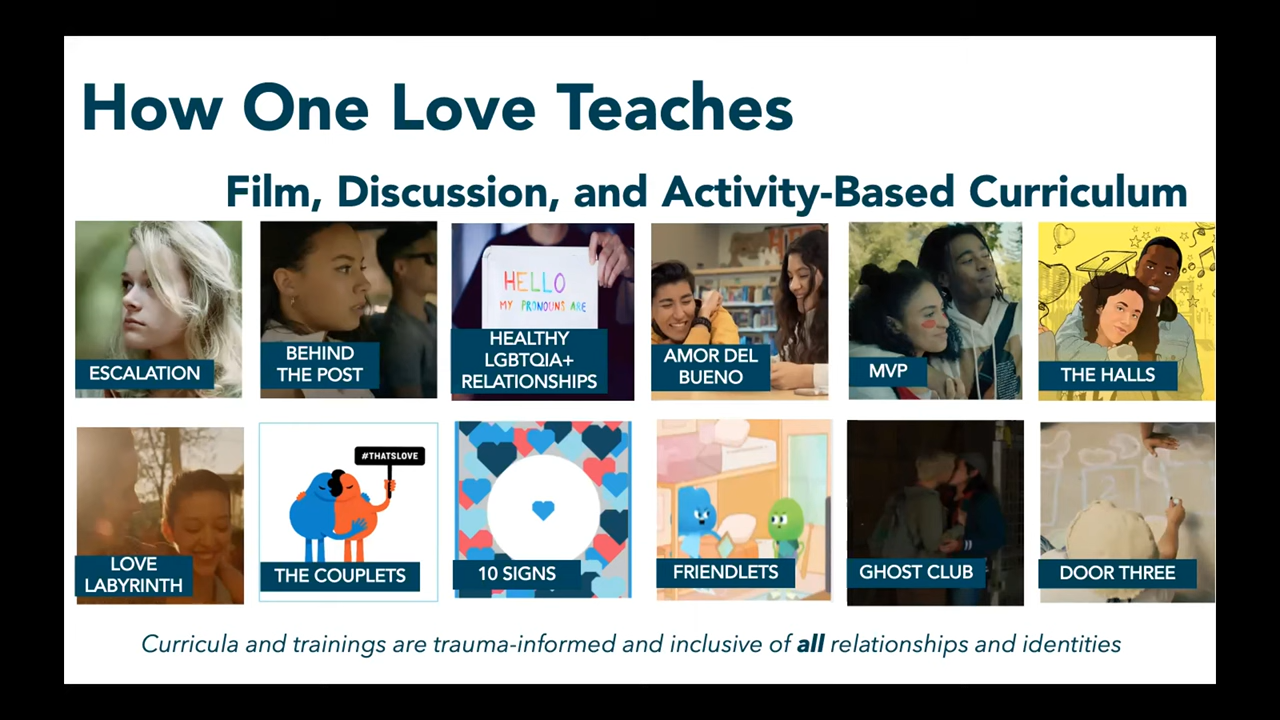 How One Love Teaches
Film, Discussion, and Activity-Based Curriculum
ESCALATION
BEHIND
THE POST
HELLO
MY PRONOUNS ARE
HEALTHY
LGBTQIA+
RELATIONSHIPS
AMOR DEL
BUENO
MVP
THE HALLS
LOVE
LABYRINTH
#THATSLOVE
THE COUPLETS
10 SIGNS
FRIENDLETS
GHOST CLUB
DOOR THREE
Curricula and trainings are trauma-informed and inclusive of all relationships and identities